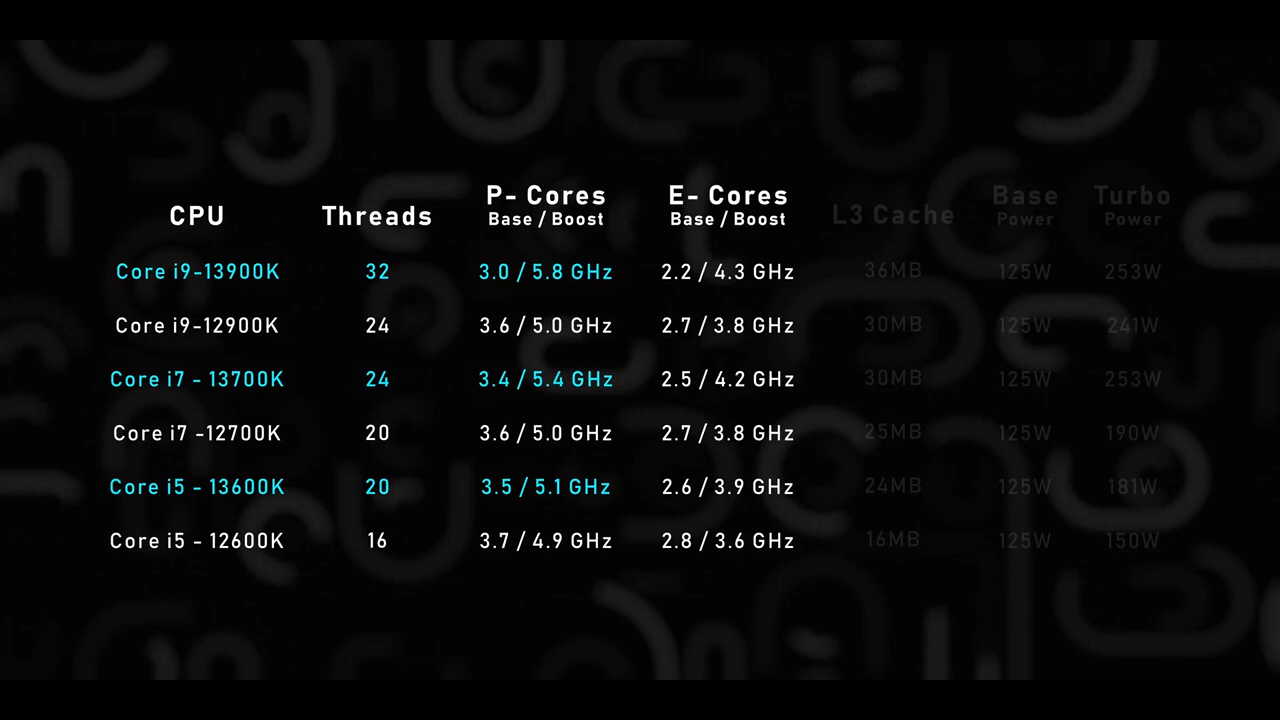 CPU Threads P- Cores Base / Boost E- Cores Base / Boost L3 Cache Base Power Turbo Power
Core i9-13900K 32 3.0 / 5.8 GHz 2.2 / 4.3 GHz 36MB 125W 253W
Core i9-12900K 24 3.6 / 5.0 GHz 2.7 / 3.8 GHz 30MB 125W 241W
Core i7 - 13700K 24 3.4 / 5.4 GHz 2.5 / 4.2 GHz 30MB 125W 253W
Core i7 -12700K 20 3.6 / 5.0 GHz 2.7 / 3.8 GHz 25MB 125W 190W
Core i5 - 13600K 20 3.5 / 5.1 GHz 2.6 / 3.9 GHz 24MB 125W 181W
Core i5 - 12600K 16 3.7 / 4.9 GHz 2.8 / 3.6 GHz 16MB 125W 150W